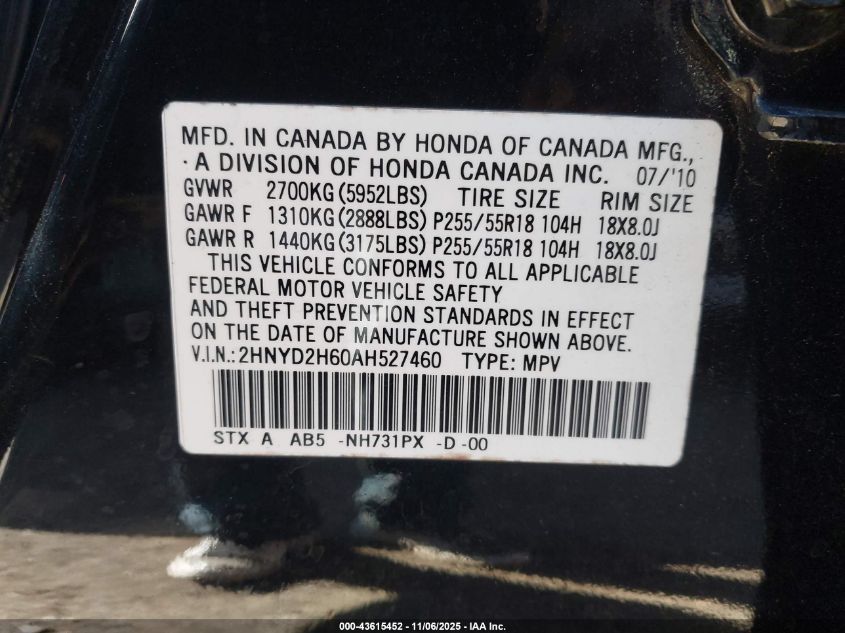 MFD. IN CANADA BY HONDA OF CANADA MFG.,
A DIVISION OF HONDA CANADA INC. 07/'10
GVWR 2700KG(5952LBS) TIRE SIZE RIM SIZE
GAWR F 1310KG(2888LBS) P255/55R18 104H 18X8.0J
GAWR R 1440KG(3175LBS) P255/55R18 104H 18X8.0J
THIS VEHICLE CONFORMS TO ALL APPLICABLE
FEDERAL MOTOR VEHICLE SAFETY
AND THEFT PREVENTION STANDARDS IN EFFECT
ON THE DATE OF MANUFACTURE SHOWN ABOVE.
V.I.N.:2HNYD2H60AH527460 TYPE: MPV
STX A AB5 -NH731PX -D -00
000-43615452 - 11/06/2025 - IAA Inc.